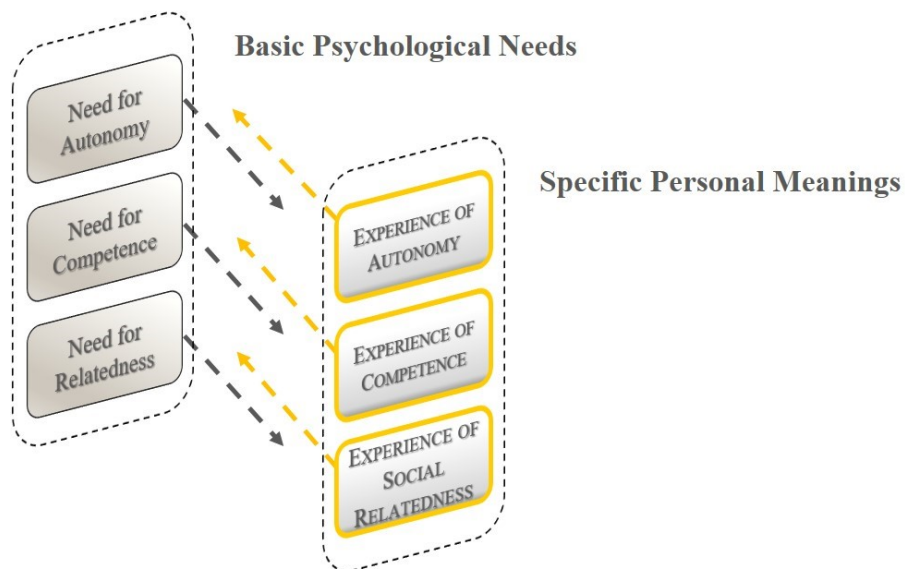 Basic Psychological Needs
Need for
Autonomy
Need for
Competence
Need for
Relatedness
Specific Personal Meanings
EXPERIENCE OF
AUTONOMY
EXPERIENCE OF
COMPETENCE
EXPERIENCE OF
SOCIAL
RELATEDNESS